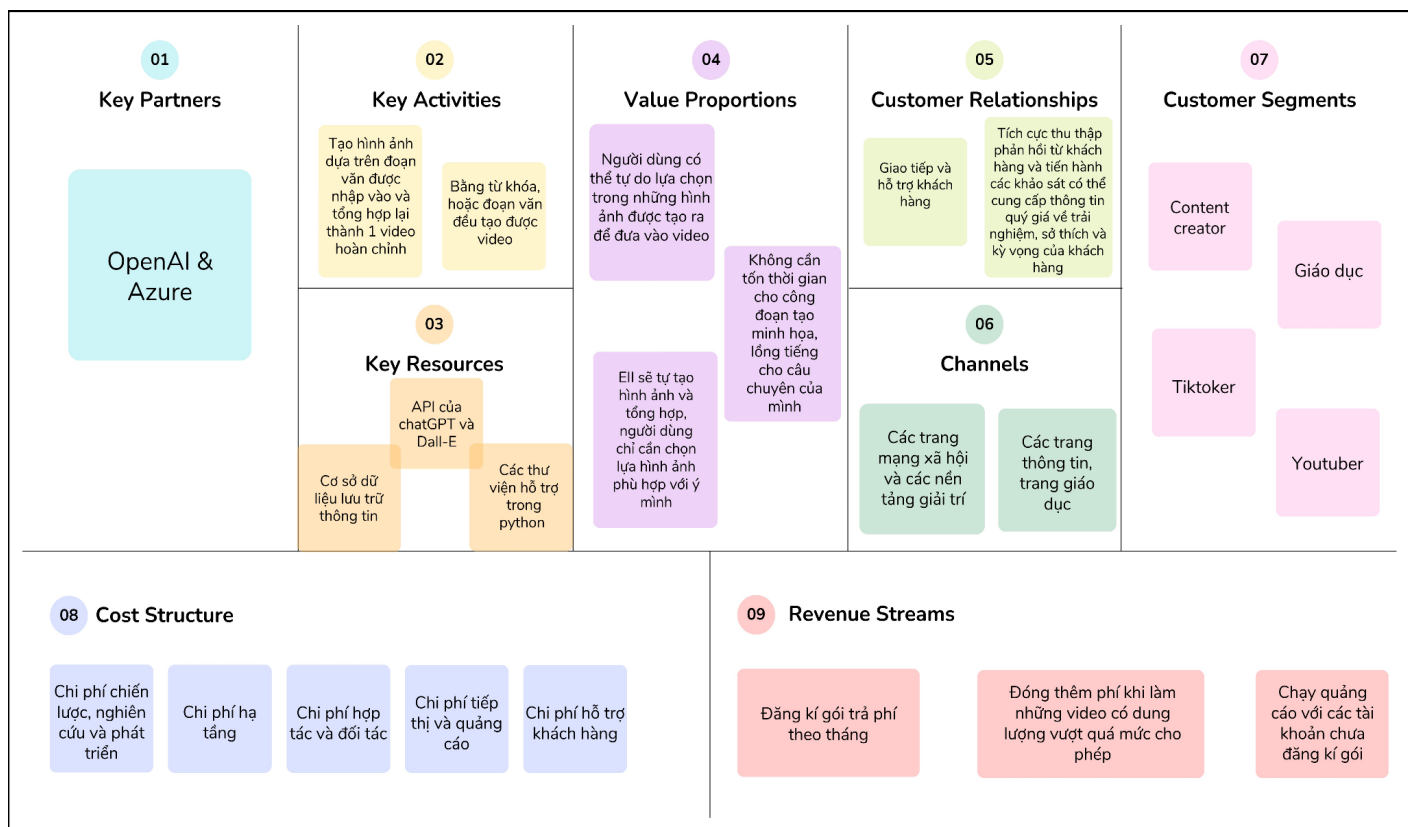 01
Key Partners
OpenAI &
Azure
02
Key Activities
Tạo hình ảnh
dựa trên đoạn
văn được
nhập vào và
tổng hợp lại
thành 1 video
hoàn chỉnh
Bằng từ khóa,
hoặc đoạn văn
đều tạo được
video
03
Key Resources
API của
chatGPT và
Dall-E
Cơ sở dữ
liệu lưu trữ
thông tin
Các thư
viện hỗ trợ
trong
python
04
Value Proportions
Người dùng có
thể tự do lựa chọn
trong những hình
ảnh được tạo ra
để đưa vào video
Không cần
tốn thời gian
cho công
đoạn tạo
minh họa,
lồng tiếng
cho câu
chuyên của
mình
EII sẽ tự tạo
hình ảnh và
tổng hợp,
người dùng
chỉ cần chọn
lựa hình ảnh
phù hợp với ý
mình
05
Customer Relationships
Giao tiếp và
hỗ trợ khách
hàng
Tích cực thu thập
phản hồi từ khách
hàng và tiến hành
các khảo sát có thể
cung cấp thông tin
quý giá về trải
nghiệm, sở thích và
kỳ vọng của khách
hàng
06
Channels
Các trang
mạng xã hội
và các nền
tảng giải trí
Các trang
thông tin,
trang giáo
dục
07
Customer Segments
Content
creator
Giáo dục
Tiktoker
Youtuber
08
Cost Structure
Chi phí chiến
lược, nghiên
cứu và phát
triển
Chi phí hạ
tầng
Chi phí hợp
tác và đối tác
Chi phí tiếp
thị và quảng
cáo
Chi phí hỗ trợ
khách hàng
09
Revenue Streams
Đăng kí gói trả phí
theo tháng
Đóng thêm phí khi làm
những video có dung
lượng vượt quá mức cho
phép
Chạy quảng
cáo với các tài
khoản chưa
đăng kí gói